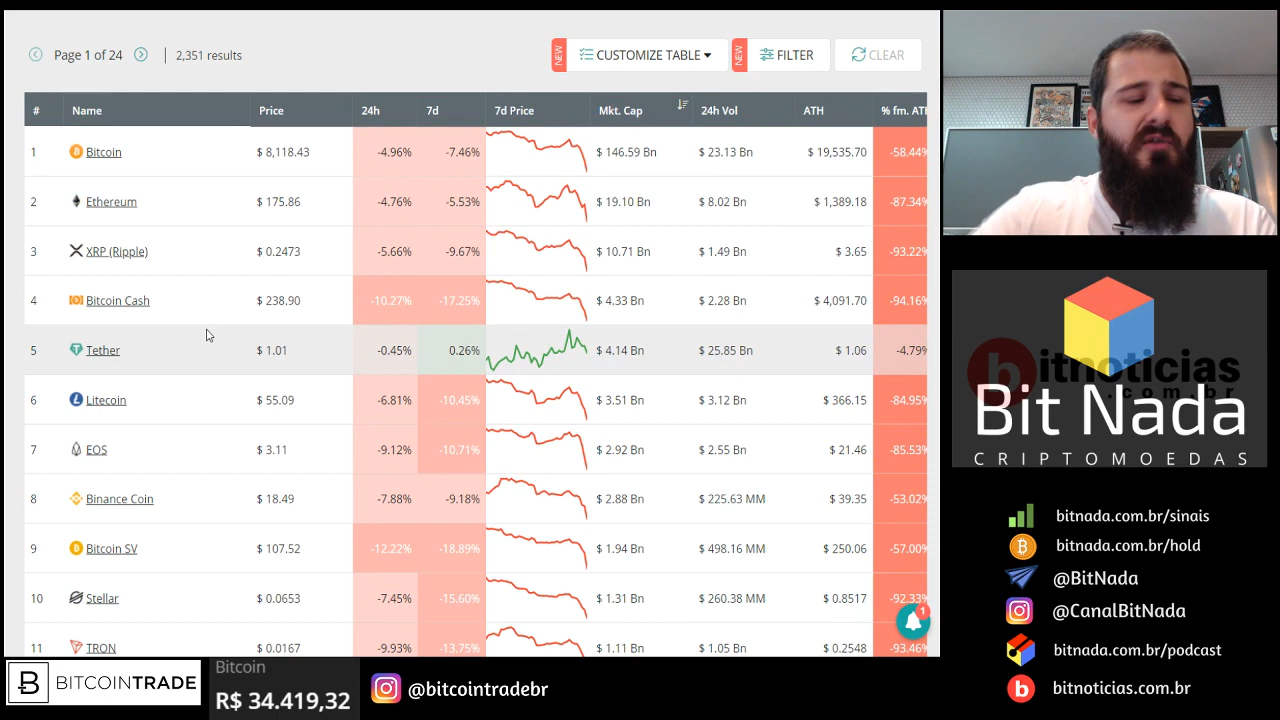 Page 1 of 24 | 2,351 results NEW CUSTOMIZE TABLE NEW FILTER CLEAR
# Name Price 24h 7d 7d Price Mkt. Cap 24h Vol ATH % fm. ATH
1 Bitcoin $ 8,118.43 -4.96% -7.46% $ 146.59 Bn $ 23.13 Bn $ 19,535.70 -58.44%
2 Ethereum $ 175.86 -4.76% -5.53% $ 19.10 Bn $ 8.02 Bn $ 1,389.18 -87.34%
3 XRP (Ripple) $ 0.2473 -5.66% -9.67% $ 10.71 Bn $ 1.49 Bn $ 3.65 -93.22%
4 Bitcoin Cash $ 238.90 -10.27% -17.25% $ 4.33 Bn $ 2.28 Bn $ 4,091.70 -94.16%
5 Tether $ 1.01 -0.45% 0.26% $ 4.14 Bn $ 25.85 Bn $ 1.06 -4.79%
6 Litecoin $ 55.09 -6.81% -10.45% $ 3.51 Bn $ 3.12 Bn $ 366.15 -84.95%
7 EOS $ 3.11 -9.12% -10.71% $ 2.92 Bn $ 2.55 Bn $ 21.46 -85.53%
8 Binance Coin $ 18.49 -7.88% -9.18% $ 2.88 Bn $ 225.63 MM $ 39.35 -53.02%
9 Bitcoin SV $ 107.52 -12.22% -18.89% $ 1.94 Bn $ 498.16 MM $ 250.06 -57.00%
10 Stellar $ 0.0653 -7.45% -15.60% $ 1.31 Bn $ 260.38 MM $ 0.8517 -92.33%
11 TRON $ 0.0167 -9.93% -13.75% $ 1.11 Bn $ 1.05 Bn $ 0.2548 -93.46%
1
bitnoticias
.com.br
Bit Nada
CRIPTOMOEDAS
bitnada.com.br/sinais
bitnada.com.br/hold
@BitNada
@CanalBitNada
bitnada.com.br/podcast
bitnoticias.com.br
BITCOINTRADE
Bitcoin
R$ 34.419,32
@bitcointradebr